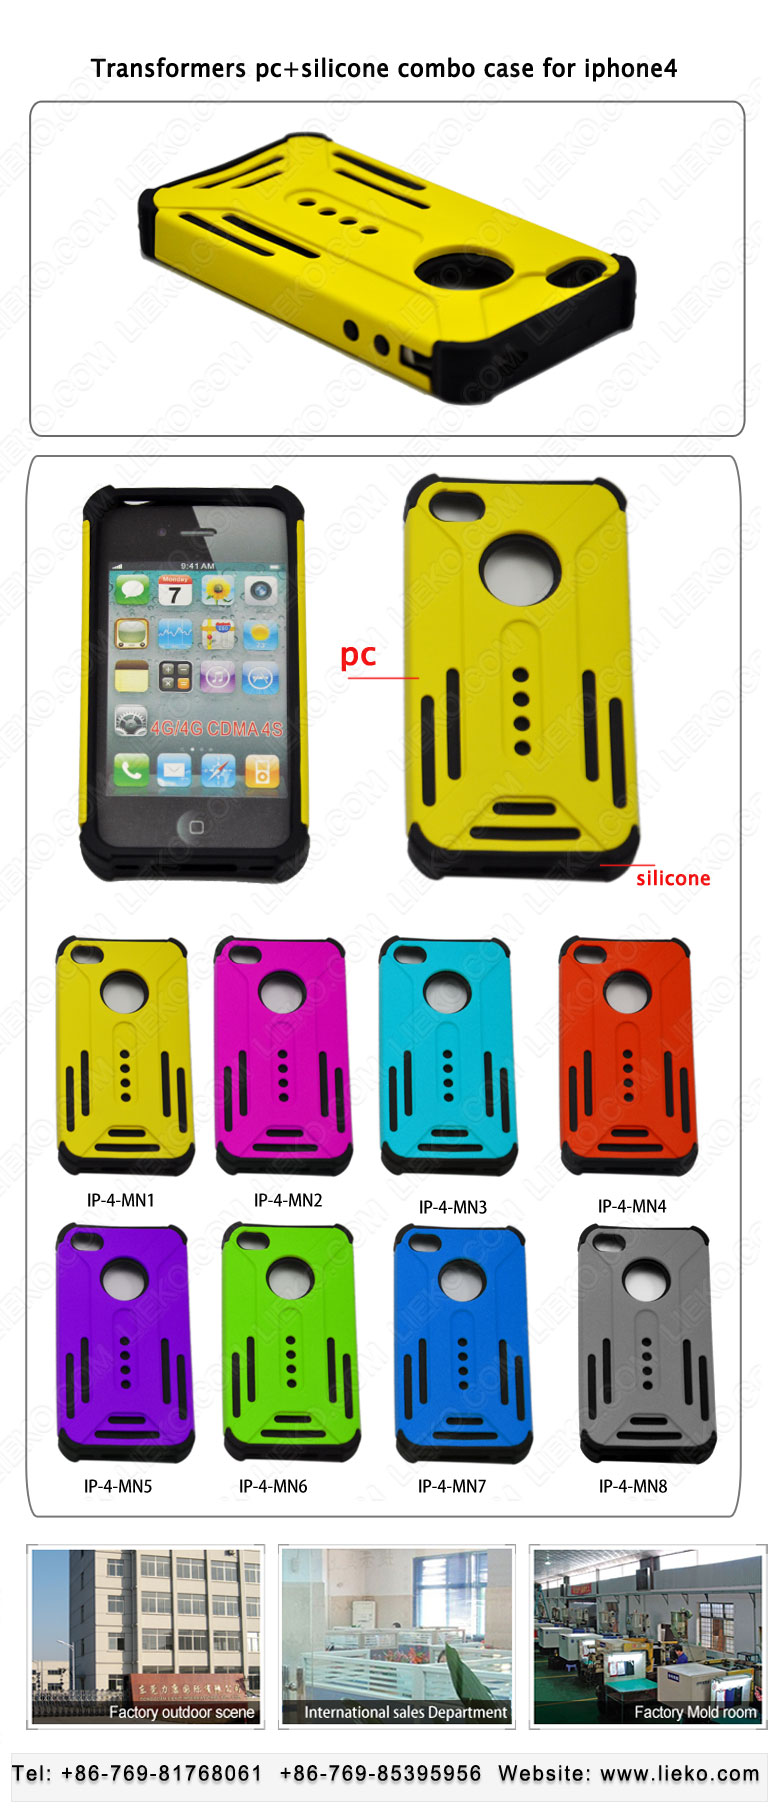 Transformers pc+silicone combo case for iphone4
9:41 AM
Monday
7
4G/4G CDMA 4S
pc
silicone
IP-4-MN1
IP-4-MN2
IP-4-MN3
IP-4-MN4
IP-4-MN5
IP-4-MN6
IP-4-MN7
IP-4-MN8
Factory outdoor scene
International sales Department
Factory Mold room
Tel: +86-769-81768061 +86-769-85395956 Website: www.lieko.com
LIEKO.COM